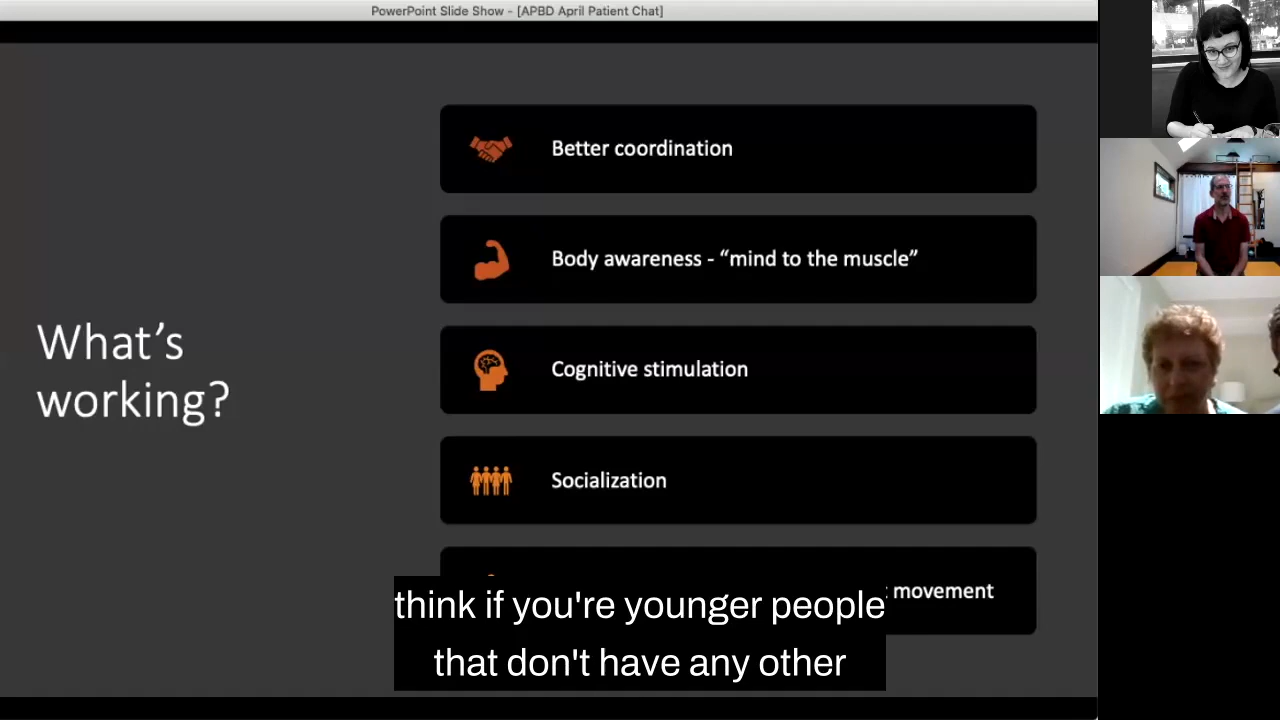 PowerPoint Slide Show - [APBD April Patient Chat]
What's
working?
Better coordination
Body awareness - “mind to the muscle”
Cognitive stimulation
Socialization
movement
think if you're younger people
that don't have any other